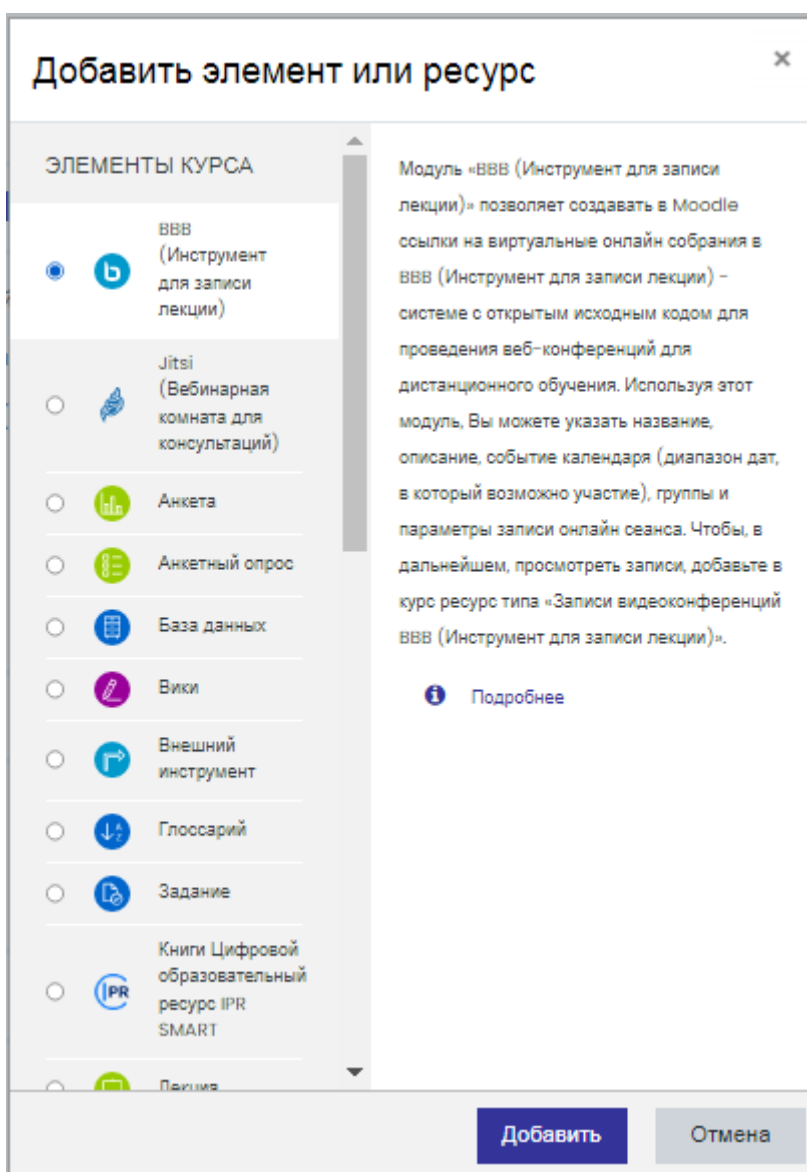 Добавить элемент или ресурс
×
ЭЛЕМЕНТЫ КУРСА
BBB
(Инструмент
для записи
лекции)
Jitsi
(Вебинарная
комната для
консультаций)
Анкета
Анкетный опрос
База данных
Вики
Внешний
инструмент
Глоссарий
Задание
Книги Цифровой
образовательный
ресурс IPR
SMART
Лекция
Модуль «BBB (Инструмент для записи
лекции)» позволяет создавать в Moodle
ссылки на виртуальные онлайн собрания в
BBB (Инструмент для записи лекции) –
системе с открытым исходным кодом для
проведения веб-конференций для
дистанционного обучения. Используя этот
модуль, Вы можете указать название,
описание, событие календаря (диапазон дат,
в который возможно участие), группы и
параметры записи онлайн сеанса. Чтобы, в
дальнейшем, просмотреть записи, добавьте в
курс ресурс типа «Записи видеоконференций
BBB (Инструмент для записи лекции)».
Подробнее
Добавить
Отмена